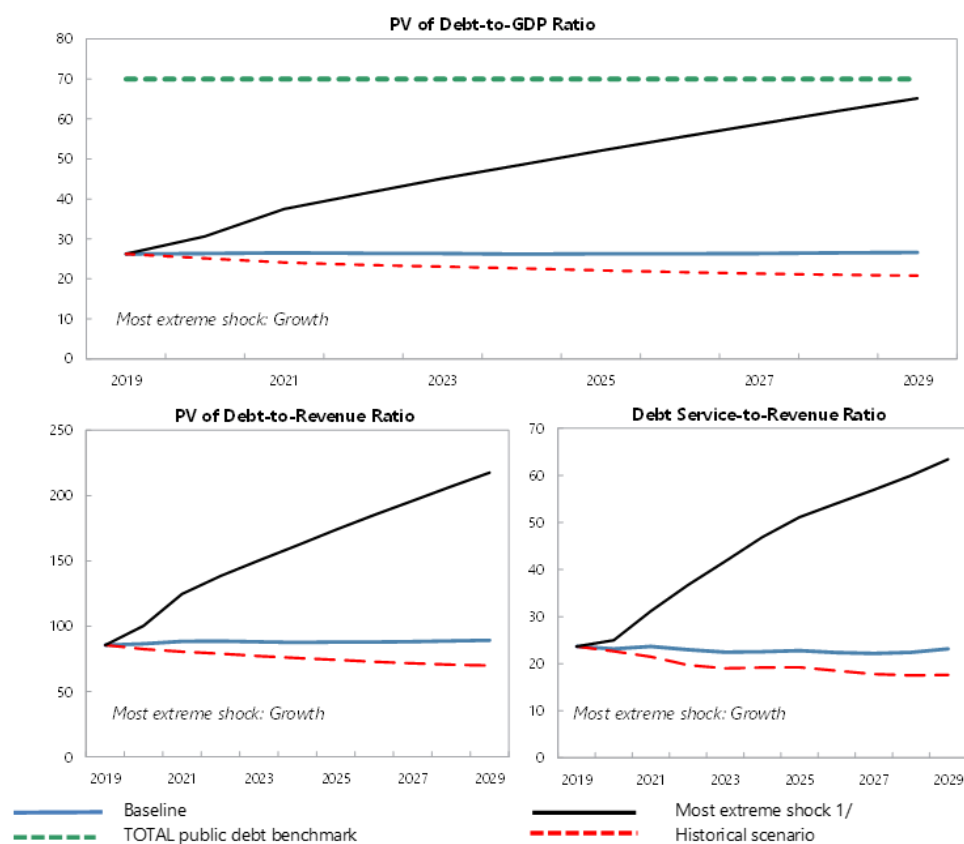 PV of Debt-to-GDP Ratio
80
70
60
50
40
30
20
10
0
Most extreme shock: Growth
2019 2021 2023 2025 2027 2029
PV of Debt-to-Revenue Ratio
250
200
150
100
50
0
Most extreme shock: Growth
2019 2021 2023 2025 2027 2029
Debt Service-to-Revenue Ratio
70
60
50
40
30
20
10
0
Most extreme shock: Growth
2019 2021 2023 2025 2027 2029
Baseline
Most extreme shock 1/
TOTAL public debt benchmark
Historical scenario